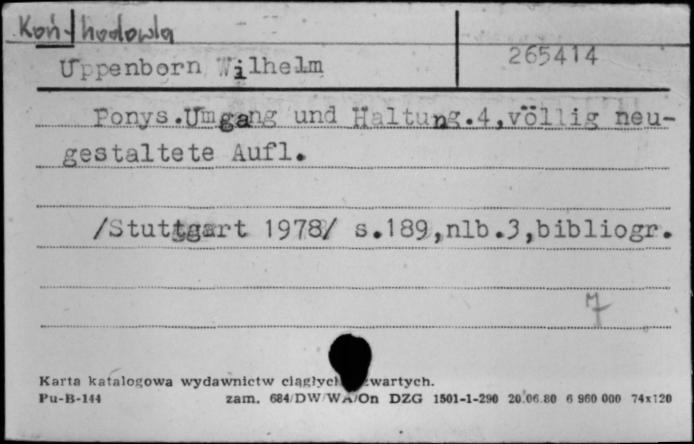 Koń-hodowla
Uppenborn Wilhelm
265414
Ponys.Umgang und Haltung.4,völlig neu-
gestaltete Aufl.
/Stuttgart 1978/ s.189,nlb.3,bibliogr.
7
Karta katalogowa wydawnictw ciągłych
Pu-B-144 zam. 684/DW/WA/On DZG 1501-1-290 20.06.80 6 960 000 74x120